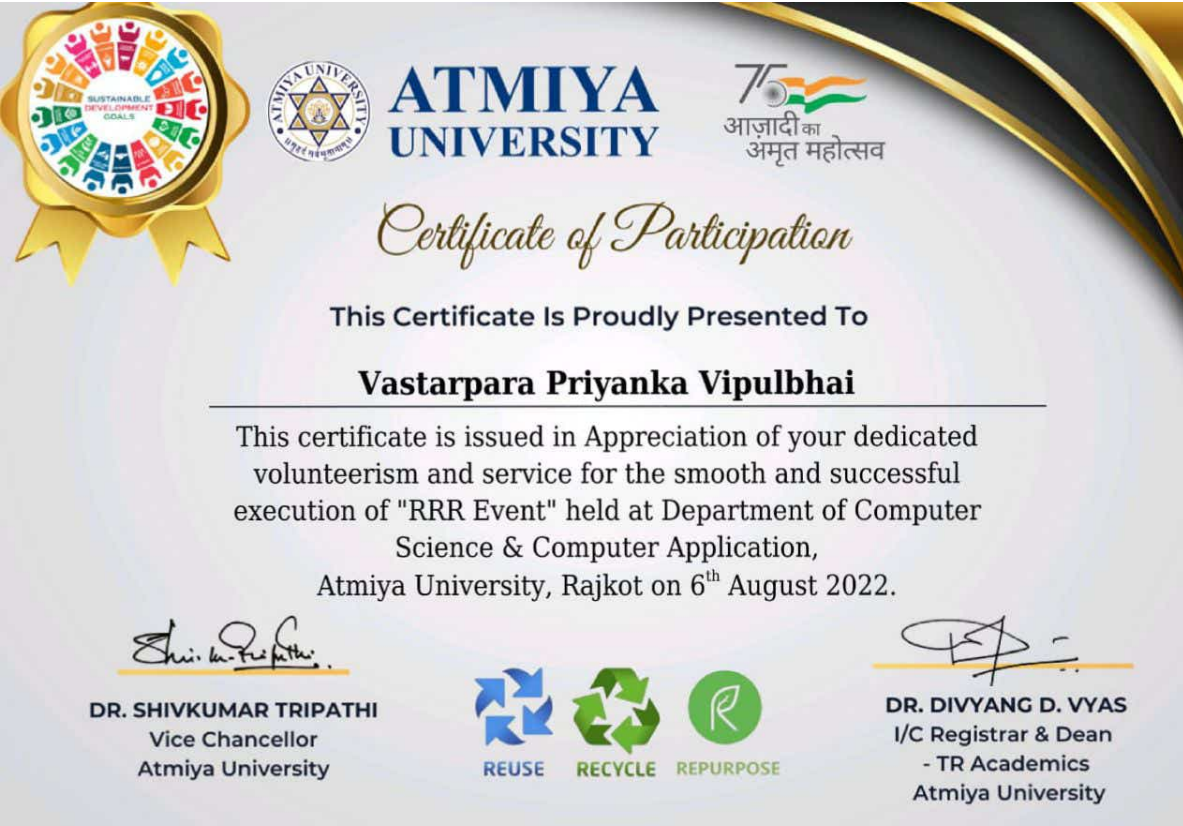 SUSTAINABLE
DEVELOPMENT
GOALS
ATMIYA UNIVERSITY
ATMIYA
UNIVERSITY
75
आज़ादी का
अमृत महोत्सव
Certificate of Participation
This Certificate Is Proudly Presented To
Vastarpara Priyanka Vipulbhai
This certificate is issued in Appreciation of your dedicated
volunteerism and service for the smooth and successful
execution of "RRR Event" held at Department of Computer
Science & Computer Application,
Atmiya University, Rajkot on 6th August 2022.
DR. SHIVKUMAR TRIPATHI
Vice Chancellor
Atmiya University
REUSE
RECYCLE
REPURPOSE
DR. DIVYANG D. VYAS
I/C Registrar & Dean
- TR Academics
Atmiya University